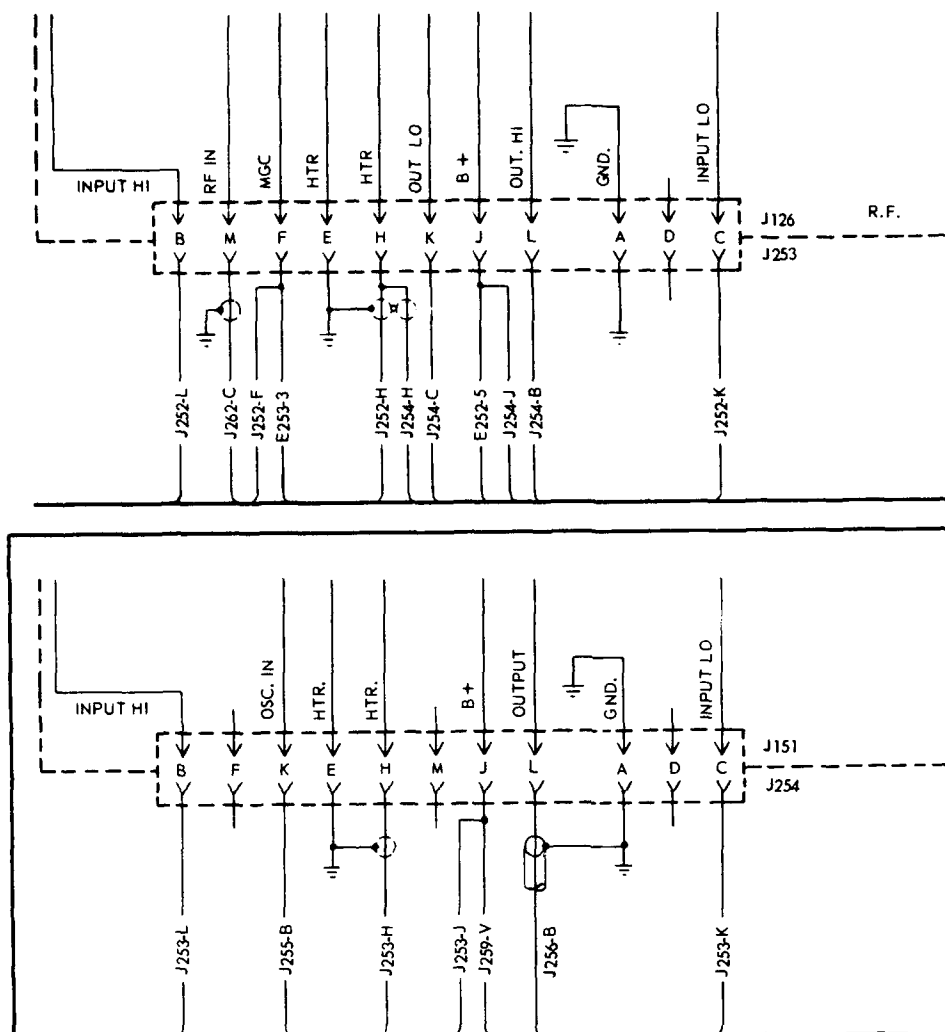 INPUT HI
RF IN
MGC
HTR
HTR
OUT LO
B +
OUT. HI
GND.
INPUT LO
J126
R.F.
B M F E H K J L A D C
J253
J252-L
J262-C
J252-F
E253-3
J252-H
J254-H
J254-C
E252-5
J254-J
J254-B
J252-K
INPUT HI
OSC. IN
HTR.
HTR.
B +
OUTPUT
GND.
INPUT LO
J151
B F K E H M J L A D C
J254
J253-L
J255-B
J253-H
J253-J
J259-V
J256-B
J253-K